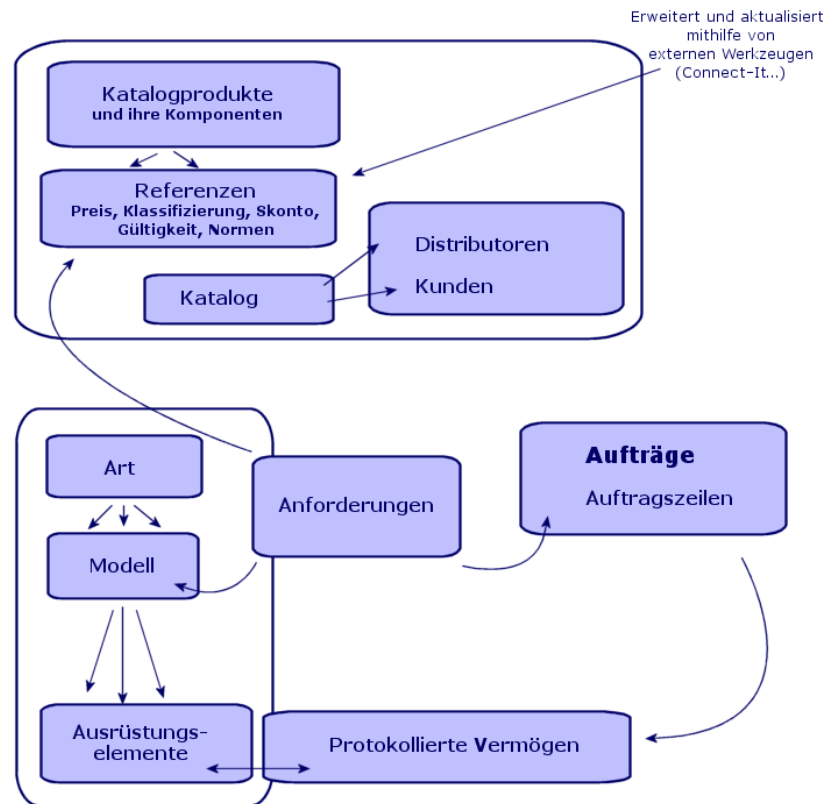 Erweitert und aktualisiert
mithilfe von
externen Werkzeugen
(Connect-It...)
Katalogprodukte
und ihre Komponenten
Referenzen
Preis, Klassifizierung, Skonto,
Gültigkeit, Normen
Distributoren
Kunden
Katalog
Art
Anforderungen
Aufträge
Auftragszeilen
Modell
Ausrüstungs-
elemente
Protokollierte Vermögen